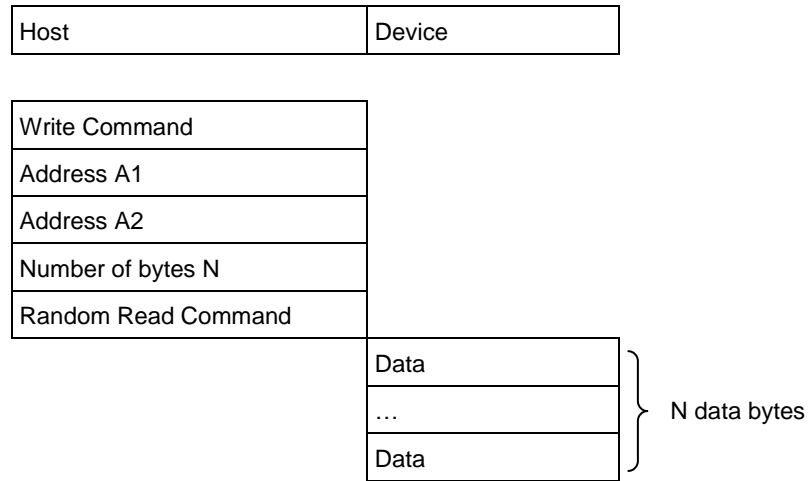 Host Device
Write Command
Address A1
Address A2
Number of bytes N
Random Read Command
Data
…
N data bytes
Data